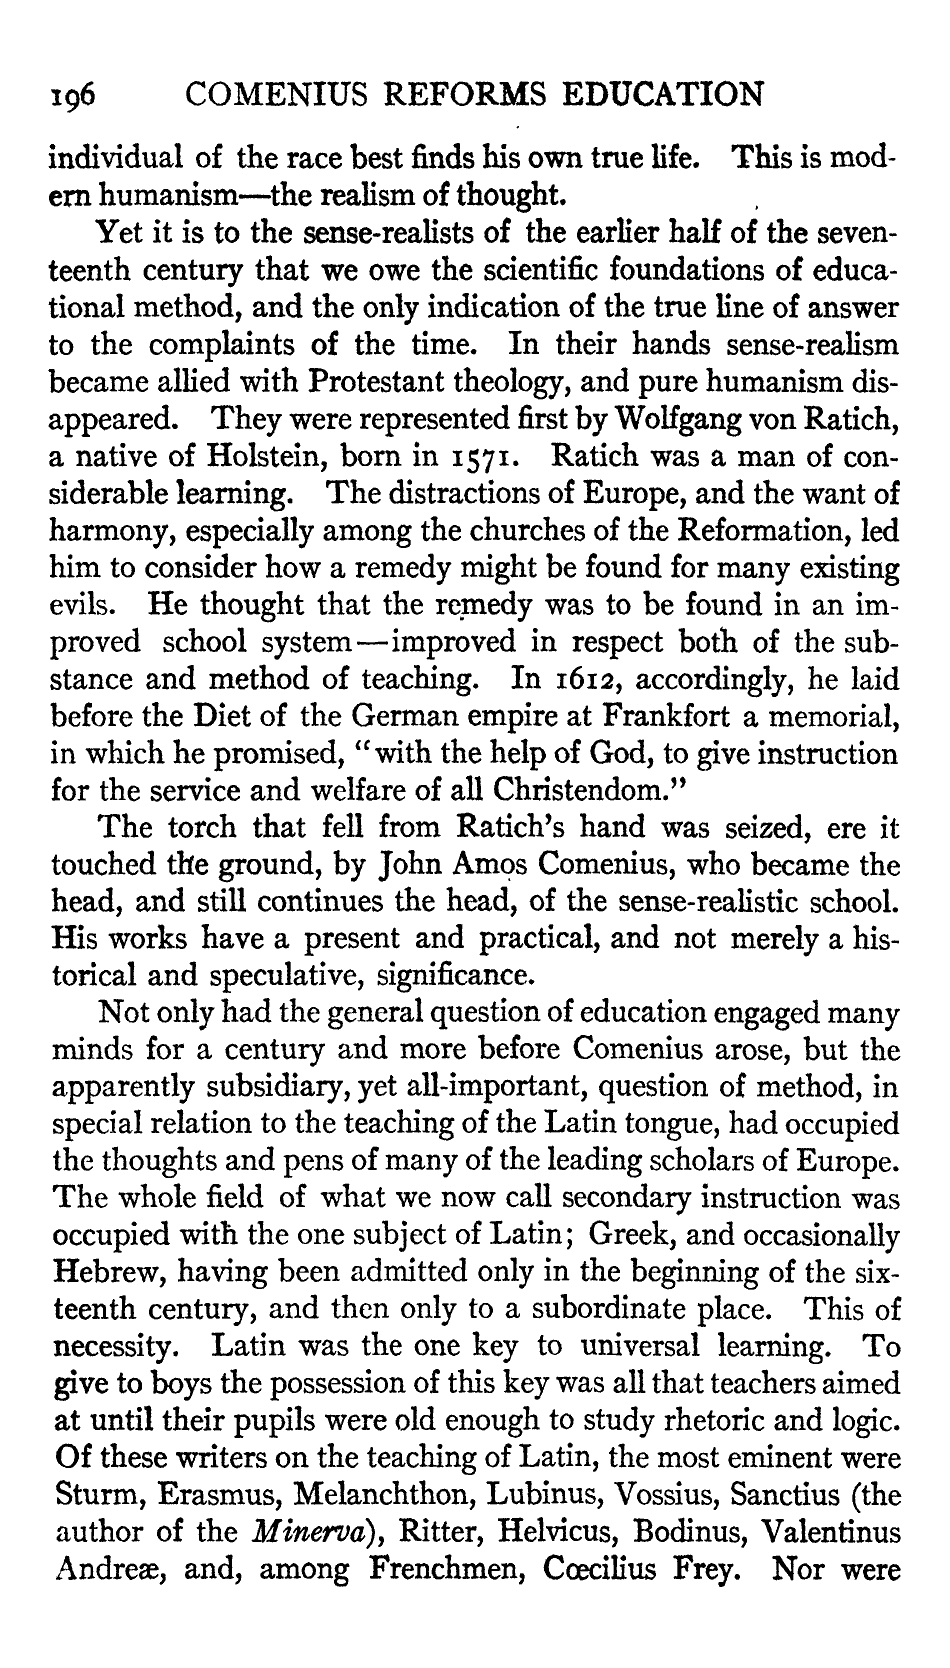 196 COMENIUS REFORMS EDUCATION
individual of the race best finds his own true life. This is mod-
ern humanism—the realism of thought.
Yet it is to the sense-realists of the earlier half of the seven-
teenth century that we owe the scientific foundations of educa-
tional method, and the only indication of the true line of answer
to the complaints of the time. In their hands sense-realism
became allied with Protestant theology, and pure humanism dis-
appeared. They were represented first by Wolfgang von Ratich,
a native of Holstein, born in 1571. Ratich was a man of con-
siderable learning. The distractions of Europe, and the want of
harmony, especially among the churches of the Reformation, led
him to consider how a remedy might be found for many existing
evils. He thought that the remedy was to be found in an im-
proved school system—improved in respect both of the sub-
stance and method of teaching. In 1612, accordingly, he laid
before the Diet of the German empire at Frankfort a memorial,
in which he promised, “with the help of God, to give instruction
for the service and welfare of all Christendom.”
The torch that fell from Ratich’s hand was seized, ere it
touched the ground, by John Amos Comenius, who became the
head, and still continues the head, of the sense-realistic school.
His works have a present and practical, and not merely a his-
torical and speculative, significance.
Not only had the general question of education engaged many
minds for a century and more before Comenius arose, but the
apparently subsidiary, yet all-important, question of method, in
special relation to the teaching of the Latin tongue, had occupied
the thoughts and pens of many of the leading scholars of Europe.
The whole field of what we now call secondary instruction was
occupied with the one subject of Latin; Greek, and occasionally
Hebrew, having been admitted only in the beginning of the six-
teenth century, and then only to a subordinate place. This of
necessity. Latin was the one key to universal learning. To
give to boys the possession of this key was all that teachers aimed
at until their pupils were old enough to study rhetoric and logic.
Of these writers on the teaching of Latin, the most eminent were
Sturm, Erasmus, Melanchthon, Lubinus, Vossius, Sanctius (the
author of the Minerva), Ritter, Helvicus, Bodinus, Valentinus
Andreæ, and, among Frenchmen, Cœcilius Frey. Nor were